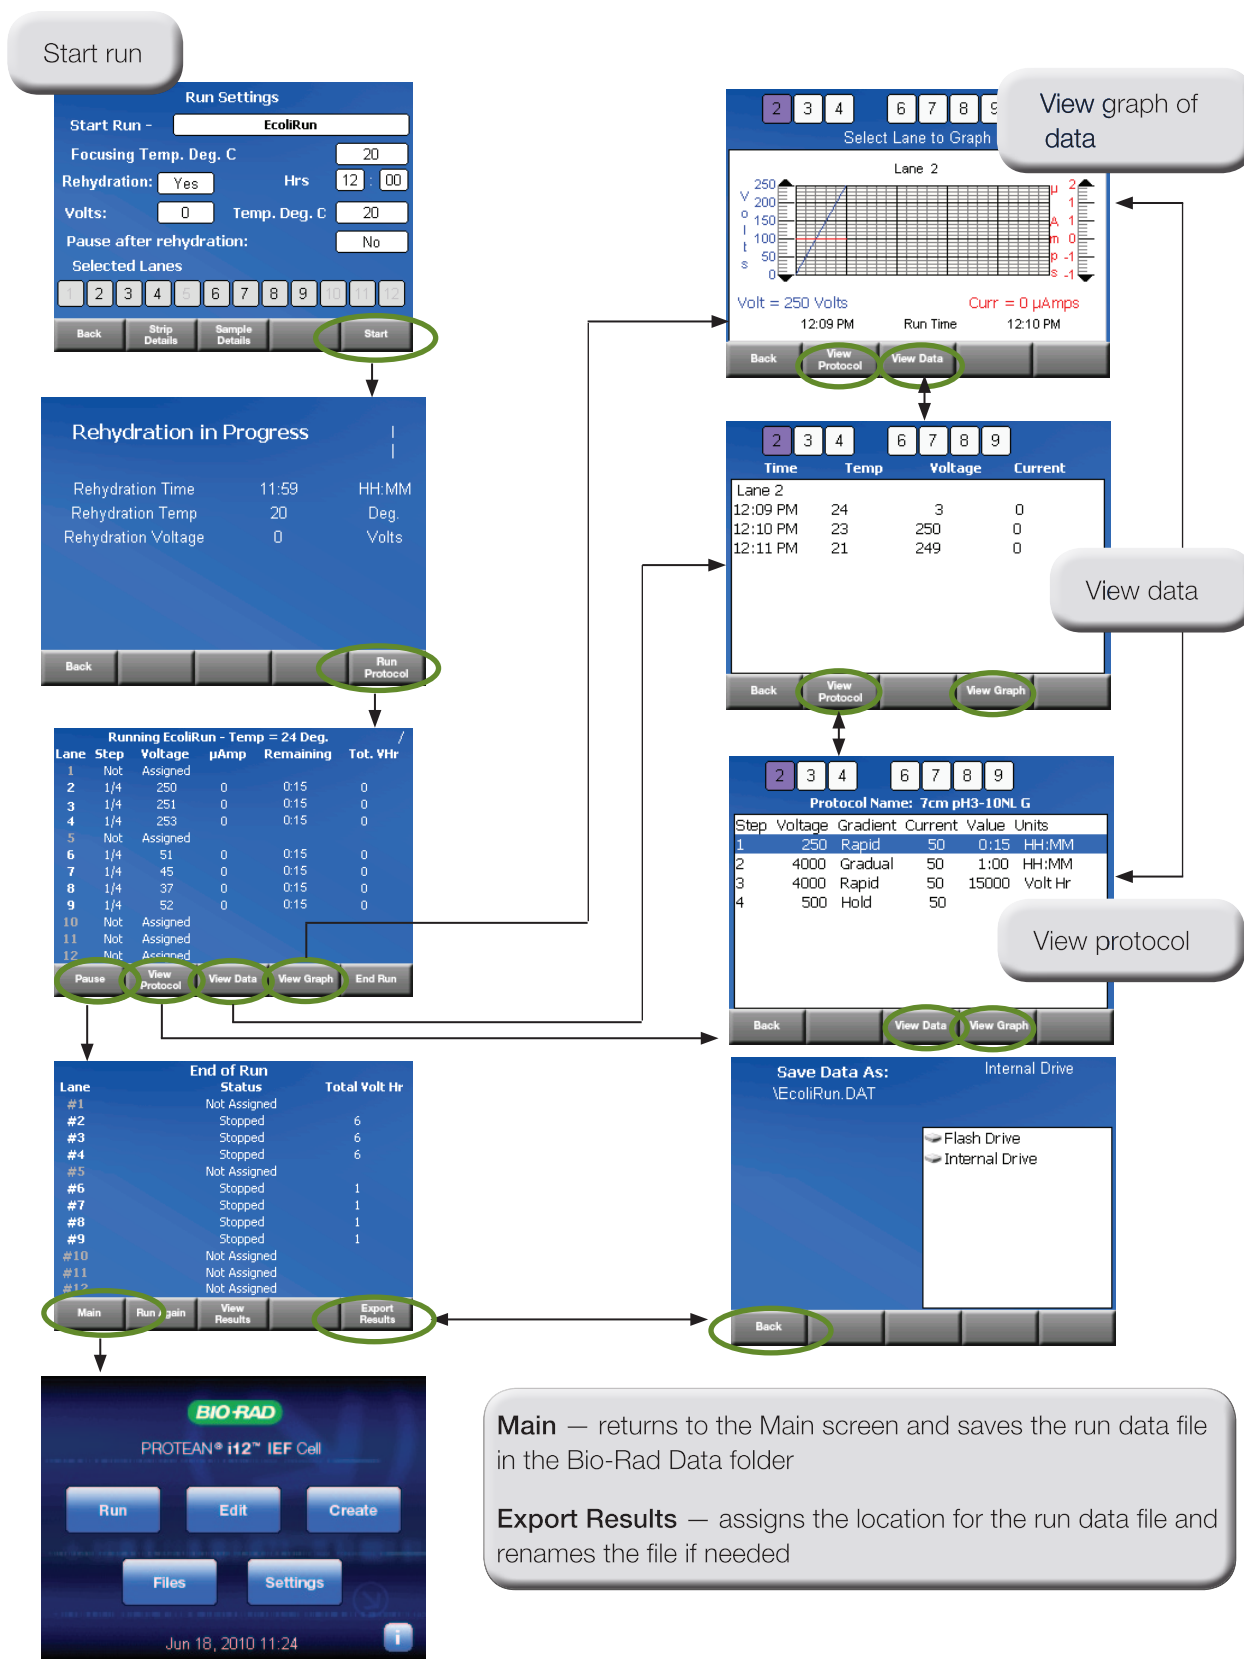 Start run
Run Settings
Start Run - EcoliRun
Focusing Temp. Deg. C 20
Rehydration: Yes Hrs 12 : 00
Volts: 0 Temp. Deg. C 20
Pause after rehydration: No
Selected Lanes
1 2 3 4 5 6 7 8 9 10 11 12
Back Strip Details Sample Details Start
Rehydration in Progress
Rehydration Time 11:59 HH:MM
Rehydration Temp 20 Deg.
Rehydration Voltage 0 Volts
Back Run Protocol
Running EcoliRun - Temp = 24 Deg. /
Lane Step Voltage µAmp Remaining Tot. VHr
1 Not Assigned
2 1/4 250 0 0:15 0
3 1/4 251 0 0:15 0
4 1/4 253 0 0:15 0
5 Not Assigned
6 1/4 51 0 0:15 0
7 1/4 45 0 0:15 0
8 1/4 37 0 0:15 0
9 1/4 52 0 0:15 0
10 Not Assigned
11 Not Assigned
12 Not Assigned
Pause View Protocol View Data View Graph End Run
End of Run
Lane Status Total Volt Hr
#1 Not Assigned
#2 Stopped 6
#3 Stopped 6
#4 Stopped 6
#5 Not Assigned
#6 Stopped 1
#7 Stopped 1
#8 Stopped 1
#9 Stopped 1
#10 Not Assigned
#11 Not Assigned
#12 Not Assigned
Main Run Again View Results Export Results
BIO-RAD
PROTEAN® i12™ IEF Cell
Run Edit Create
Files Settings
Jun 18, 2010 11:24
i
View graph of
data
2 3 4 6 7 8 9
Select Lane to Graph
Lane 2
Volts
250
200
150
100
50
0
µAmps
2
1
1
0
-1
-1
Volt = 250 Volts Curr = 0 µAmps
12:09 PM Run Time 12:10 PM
Back View Protocol View Data
2 3 4 6 7 8 9
Time Temp Voltage Current
Lane 2
12:09 PM 24 3 0
12:10 PM 23 250 0
12:11 PM 21 249 0
View data
Back View Protocol View Graph
2 3 4 6 7 8 9
Protocol Name: 7cm pH3-10NL G
Step Voltage Gradient Current Value Units
1 250 Rapid 50 0:15 HH:MM
2 4000 Gradual 50 1:00 HH:MM
3 4000 Rapid 50 15000 Volt Hr
4 500 Hold 50
View protocol
Back View Data View Graph
Save Data As: Internal Drive
\EcoliRun.DAT
Flash Drive
Internal Drive
Back
Main — returns to the Main screen and saves the run data file
in the Bio-Rad Data folder
Export Results — assigns the location for the run data file and
renames the file if needed